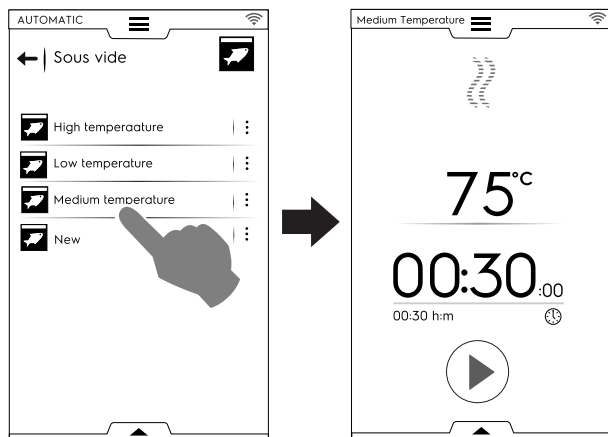 AUTOMATIC
Sous vide
High temperaature
Low temperature
Medium temperature
New
Medium Temperature
75°C
00:30:00
00:30 h:m